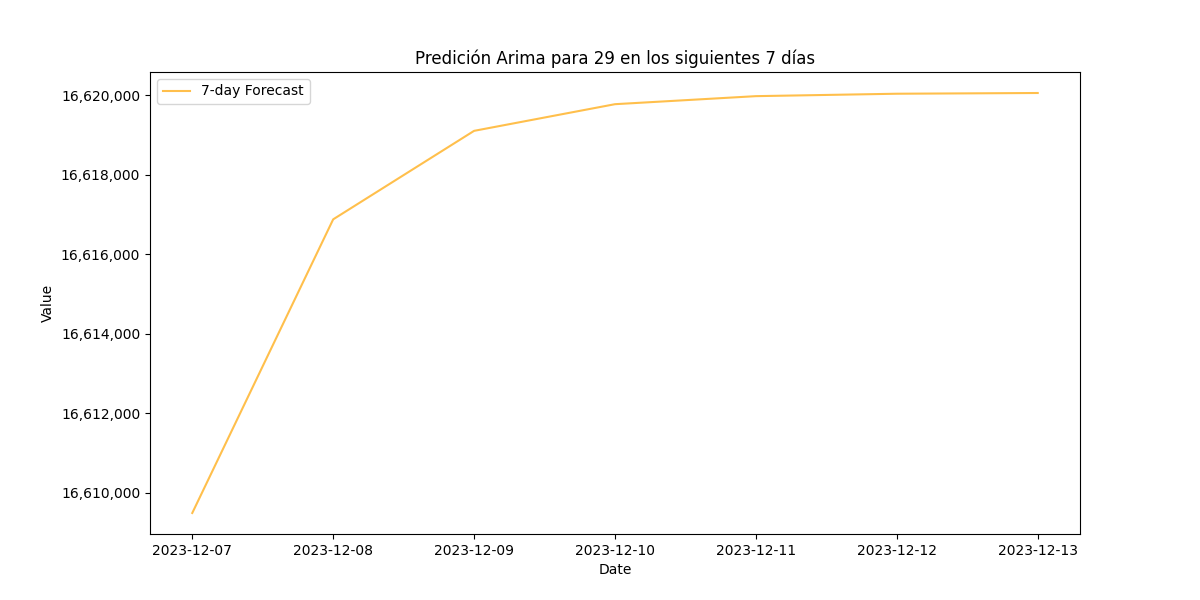 Predición Arima para 29 en los siguientes 7 días
7-day Forecast
16,620,000
16,618,000
16,616,000
16,614,000
16,612,000
16,610,000
Value
2023-12-07 2023-12-08 2023-12-09 2023-12-10 2023-12-11 2023-12-12 2023-12-13
Date